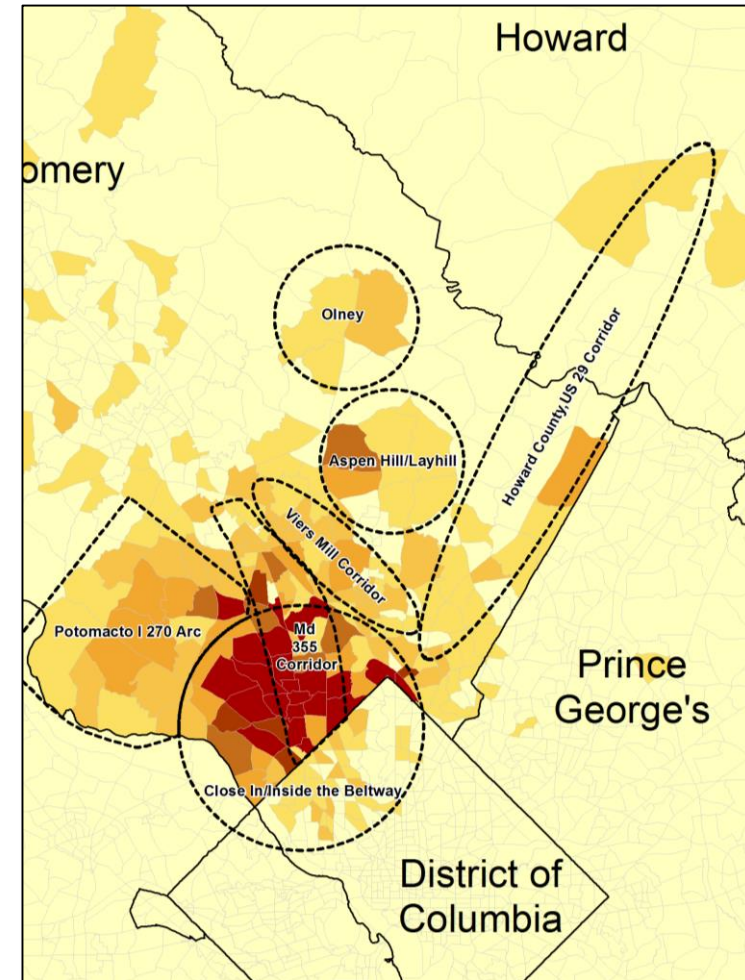 Howard
omery
Olney
Howard County,US 29 Corridor
Aspen Hill/Layhill
Viers Mill Corridor
Potomacto I 270 Arc
Md
355
Corridor
Prince
George's
Close In/Inside the Beltway
District of
Columbia